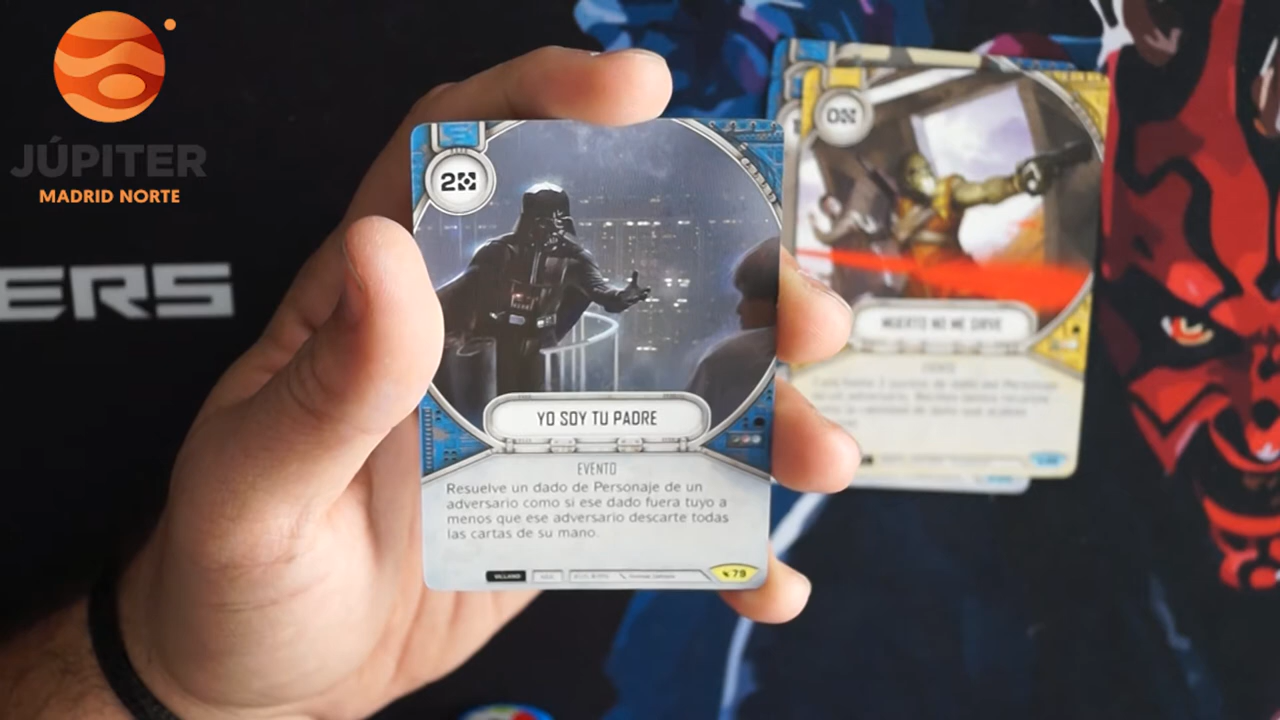 JÚPITER
MADRID NORTE
ERS
2
YO SOY TU PADRE
EVENTO
Resuelve un dado de Personaje de un
adversario como si ese dado fuera tuyo a
menos que ese adversario descarte todas
las cartas de su mano.
VILLANO
79
0
MUERTO NO ME SIRVE
EVENTO